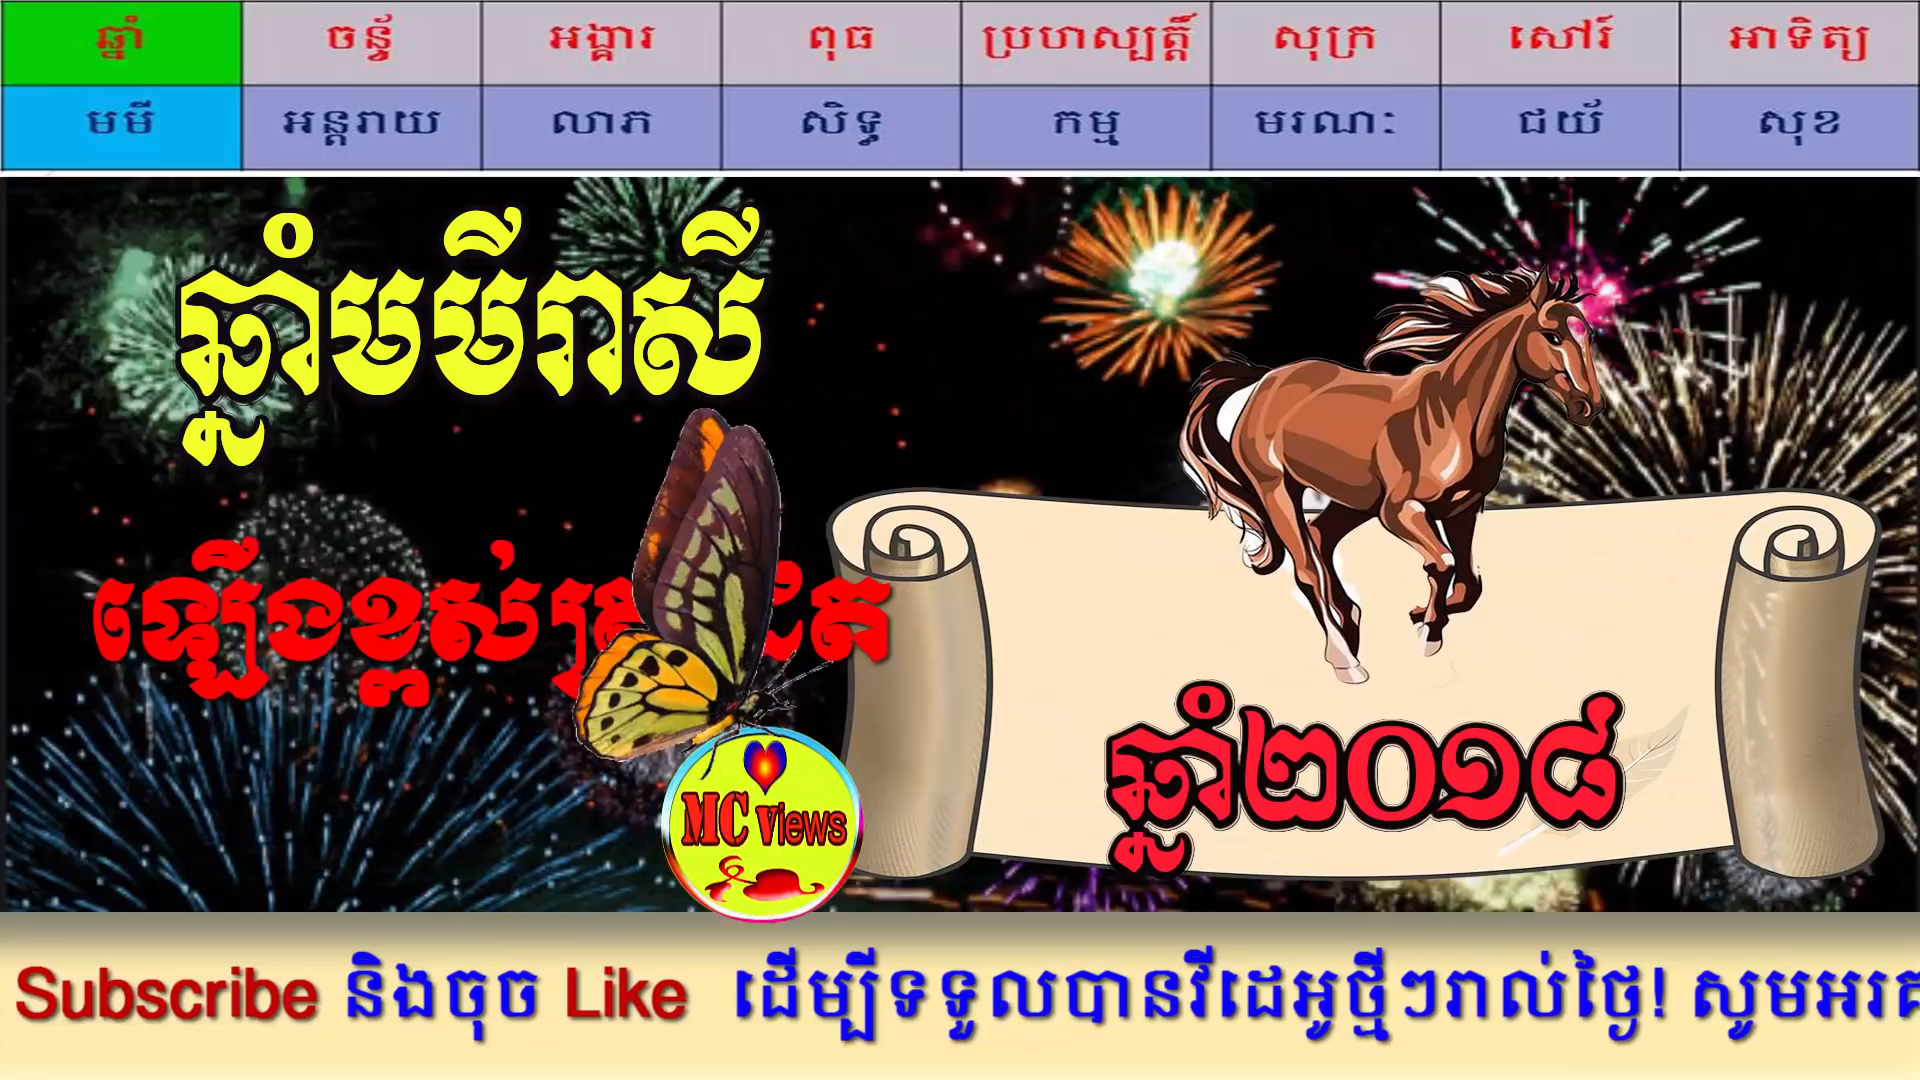 ឆ្នាំ ចន្ទ័ អង្គារ ពុធ ប្រហស្បត្តិ៍ សុក្រ សៅរ៍ អាទិត្យ
មមី អន្តរាយ លាភ សិទ្ធ កម្ម មរណៈ ជយ័ សុខ
ឆ្នាំមមីរាសី
ឡើងខ្ពស់
ឆ្នាំ២០១៨
MC Views
Subscribe និងចុច Like ដើម្បីទទួលបានវីដេអូថ្មីៗរាល់ថ្ងៃ! សូមអរគ